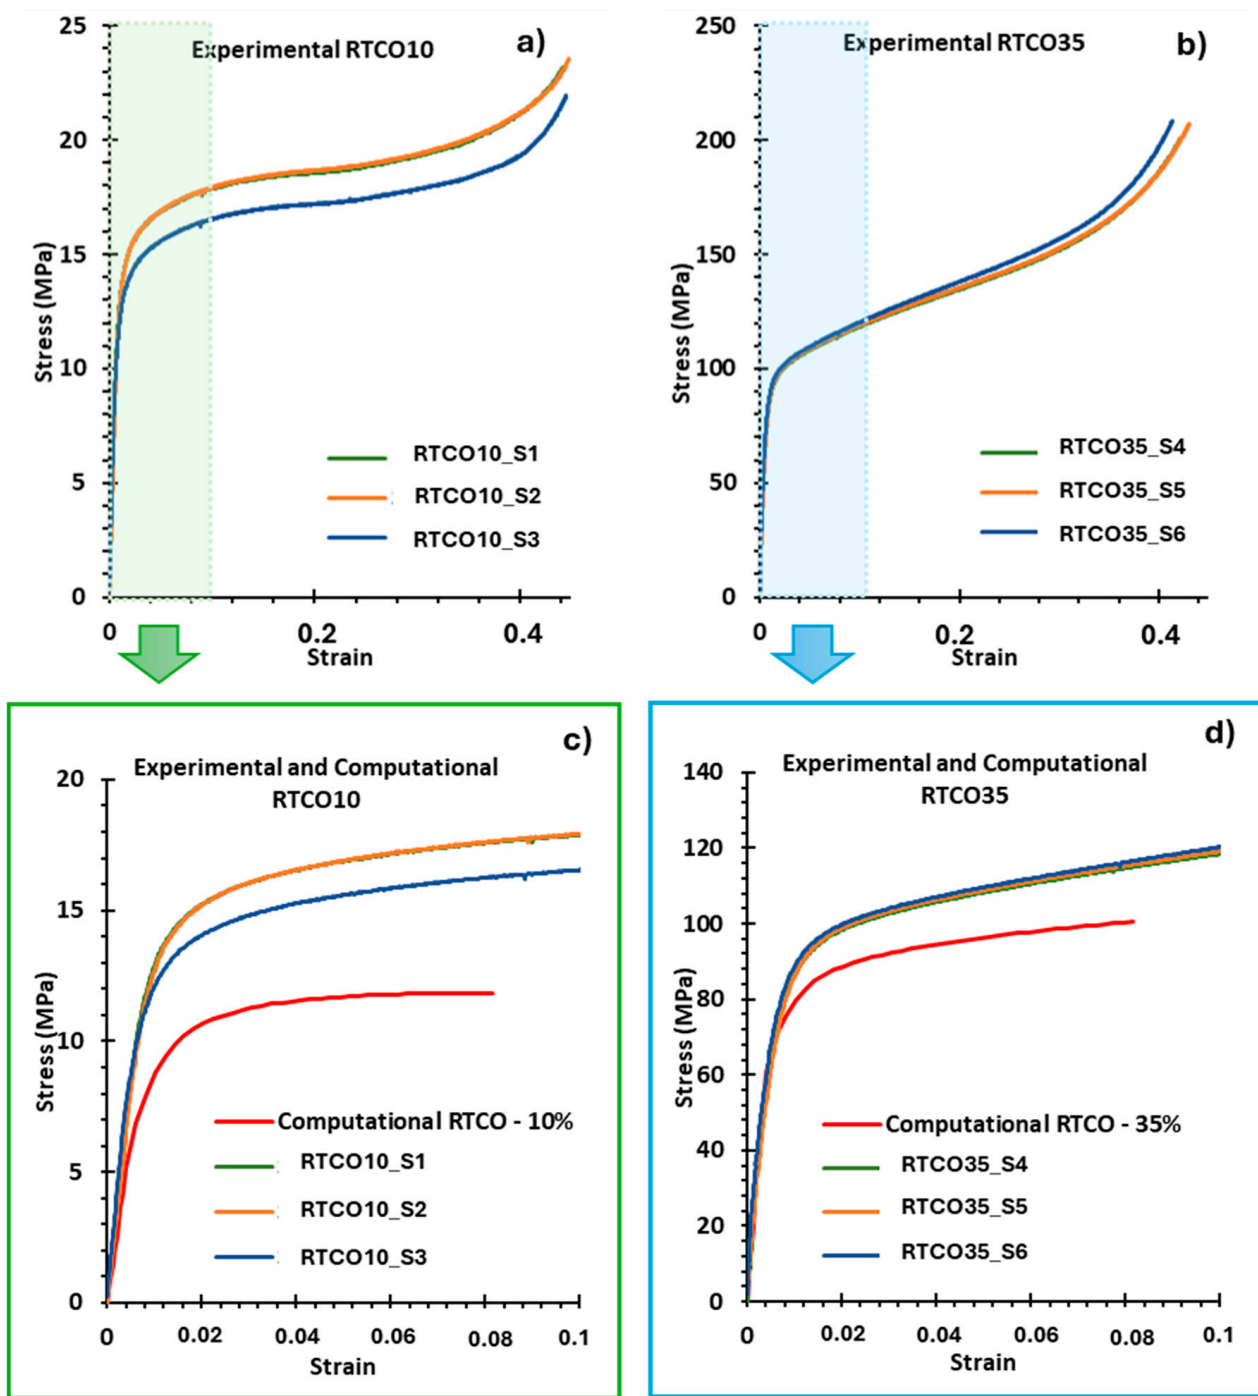 a)
Experimental RTCO10
25
20
15
10
5
0
Stress (MPa)
RTCO10_S1
RTCO10_S2
RTCO10_S3
0
0.2
0.4
Strain
b)
Experimental RTCO35
250
200
150
100
50
0
Stress (MPa)
RTCO35_S4
RTCO35_S5
RTCO35_S6
0
0.2
0.4
Strain
c)
Experimental and Computational
RTCO10
20
15
10
5
0
Stress (MPa)
Computational RTCO - 10%
RTCO10_S1
RTCO10_S2
RTCO10_S3
0
0.02
0.04
0.06
0.08
0.1
Strain
d)
Experimental and Computational
RTCO35
140
120
100
80
60
40
20
0
Stress (MPa)
Computational RTCO - 35%
RTCO35_S4
RTCO35_S5
RTCO35_S6
0
0.02
0.04
0.06
0.08
0.1
Strain